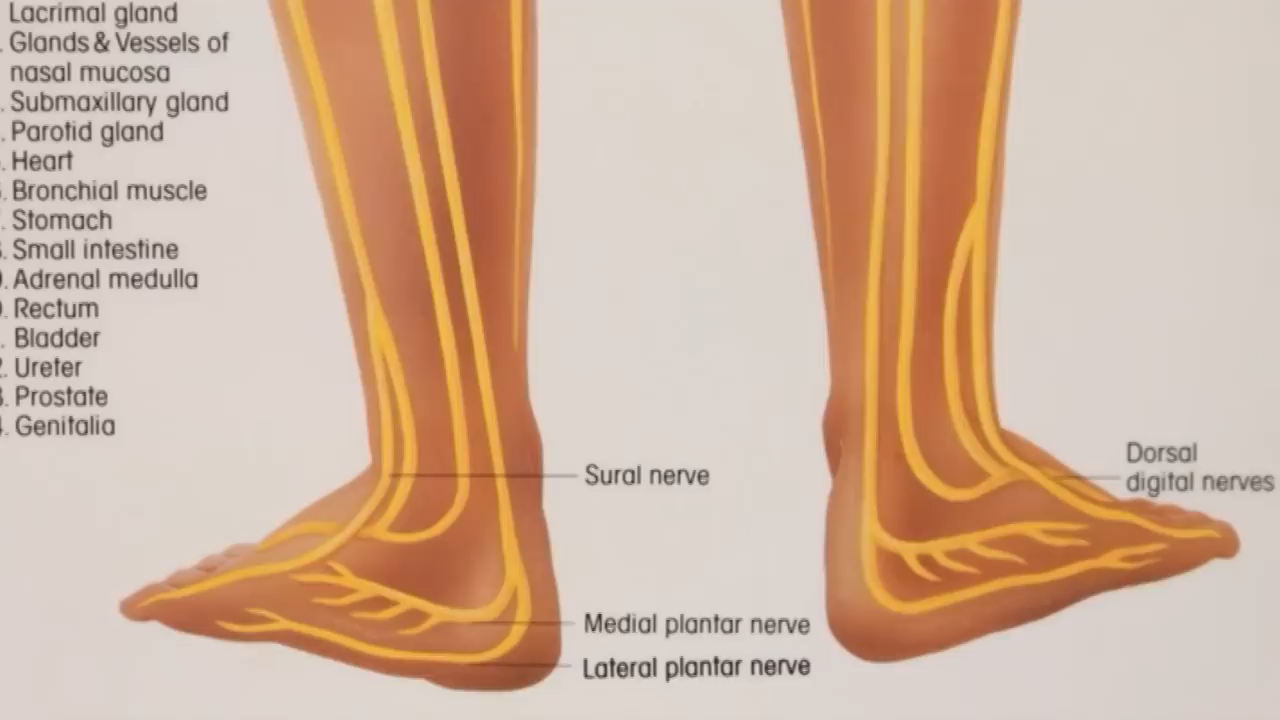 Lacrimal gland
. Glands & Vessels of
nasal mucosa
. Submaxillary gland
. Parotid gland
. Heart
. Bronchial muscle
. Stomach
. Small intestine
. Adrenal medulla
. Rectum
. Bladder
. Ureter
. Prostate
. Genitalia
Sural nerve
Medial plantar nerve
Lateral plantar nerve
Dorsal
digital nerves